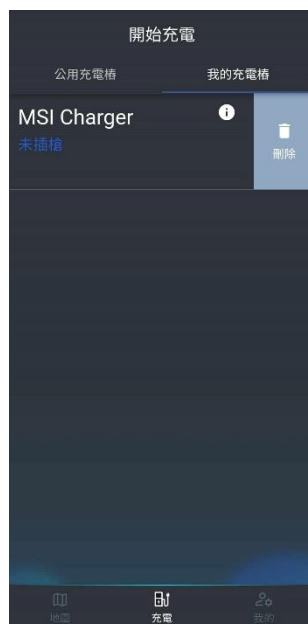 開始充電
公用充電樁
我的充電樁
MSI Charger
未插槍
刪除
地圖
充電
我的